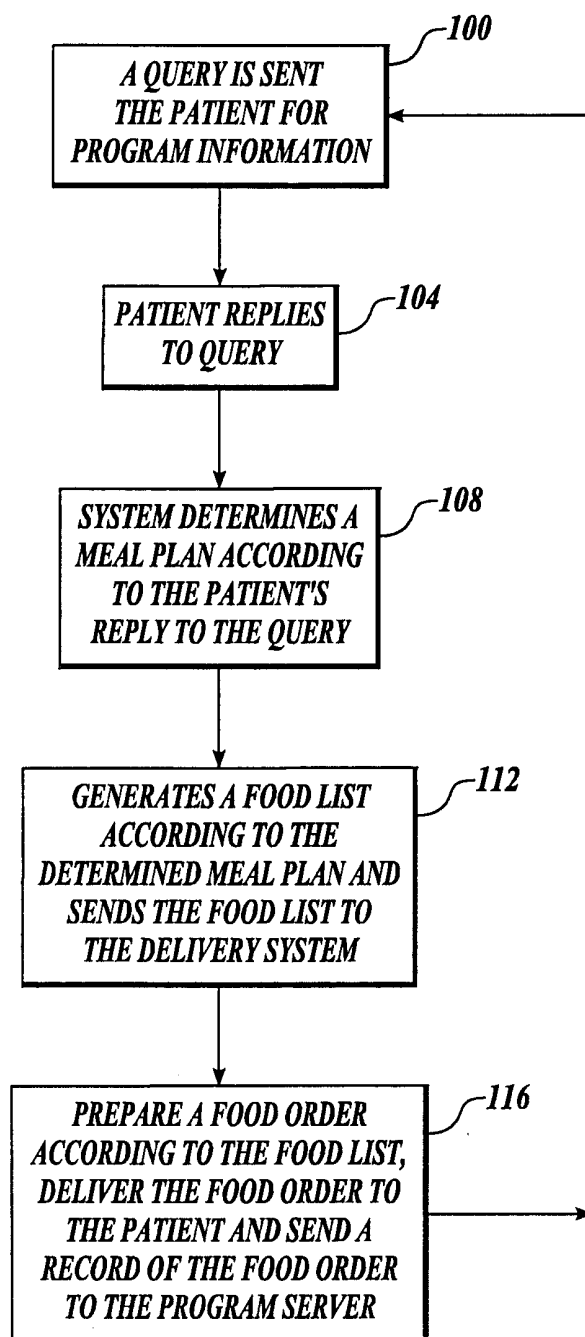 100
A QUERY IS SENT
THE PATIENT FOR
PROGRAM INFORMATION
104
PATIENT REPLIES
TO QUERY
108
SYSTEM DETERMINES A
MEAL PLAN ACCORDING
TO THE PATIENT'S
REPLY TO THE QUERY
112
GENERATES A FOOD LIST
ACCORDING TO THE
DETERMINED MEAL PLAN AND
SENDS THE FOOD LIST TO
THE DELIVERY SYSTEM
116
PREPARE A FOOD ORDER
ACCORDING TO THE FOOD LIST,
DELIVER THE FOOD ORDER TO
THE PATIENT AND SEND A
RECORD OF THE FOOD ORDER
TO THE PROGRAM SERVER